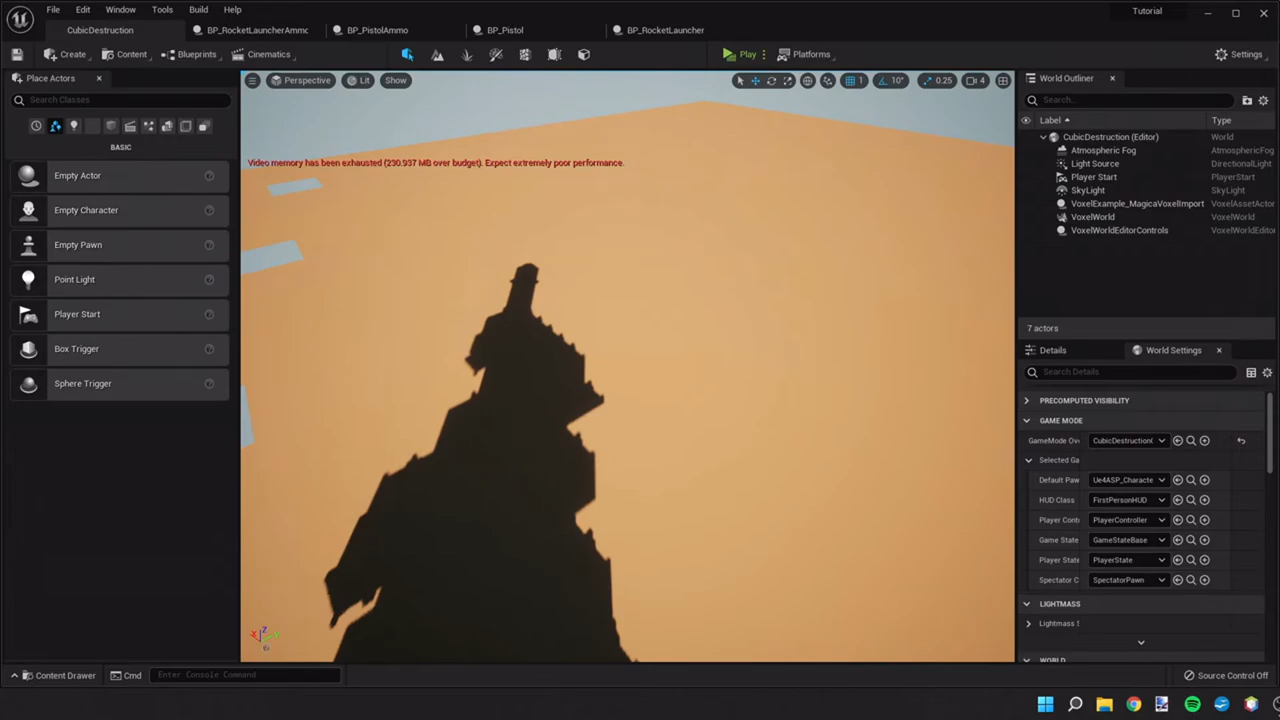 File Edit Window Tools Build Help
Tutorial
CubicDestruction
BP_RocketLauncherAmmo
BP_PistolAmmo
BP_Pistol
BP_RocketLauncher
Create Content Blueprints Cinematics
Play Platforms
Settings
Place Actors
Search Classes
BASIC
Empty Actor
Empty Character
Empty Pawn
Point Light
Player Start
Box Trigger
Sphere Trigger
Perspective Lit Show
1 10° 0.25 4
Video memory has been exhausted (230.937 MB over budget). Expect extremely poor performance.
X Z Y
World Outliner
Search...
Label Type
CubicDestruction (Editor) World
Atmospheric Fog AtmosphericFog
Light Source DirectionalLight
Player Start PlayerStart
SkyLight SkyLight
VoxelExample_MagicaVoxelImport VoxelAssetActor
VoxelWorld VoxelWorld
VoxelWorldEditorControls VoxelWorldEditor
7 actors
Details World Settings
Search Details
PRECOMPUTED VISIBILITY
GAME MODE
GameMode Ov CubicDestruction
Selected Ga
Default Paw Ue4ASP_Characte
HUD Class FirstPersonHUD
Player Cont PlayerController
Game State GameStateBase
Player State PlayerState
Spectator C SpectatorPawn
LIGHTMASS
Lightmass S
WORLD
Content Drawer Cmd Enter Console Command
Source Control Off